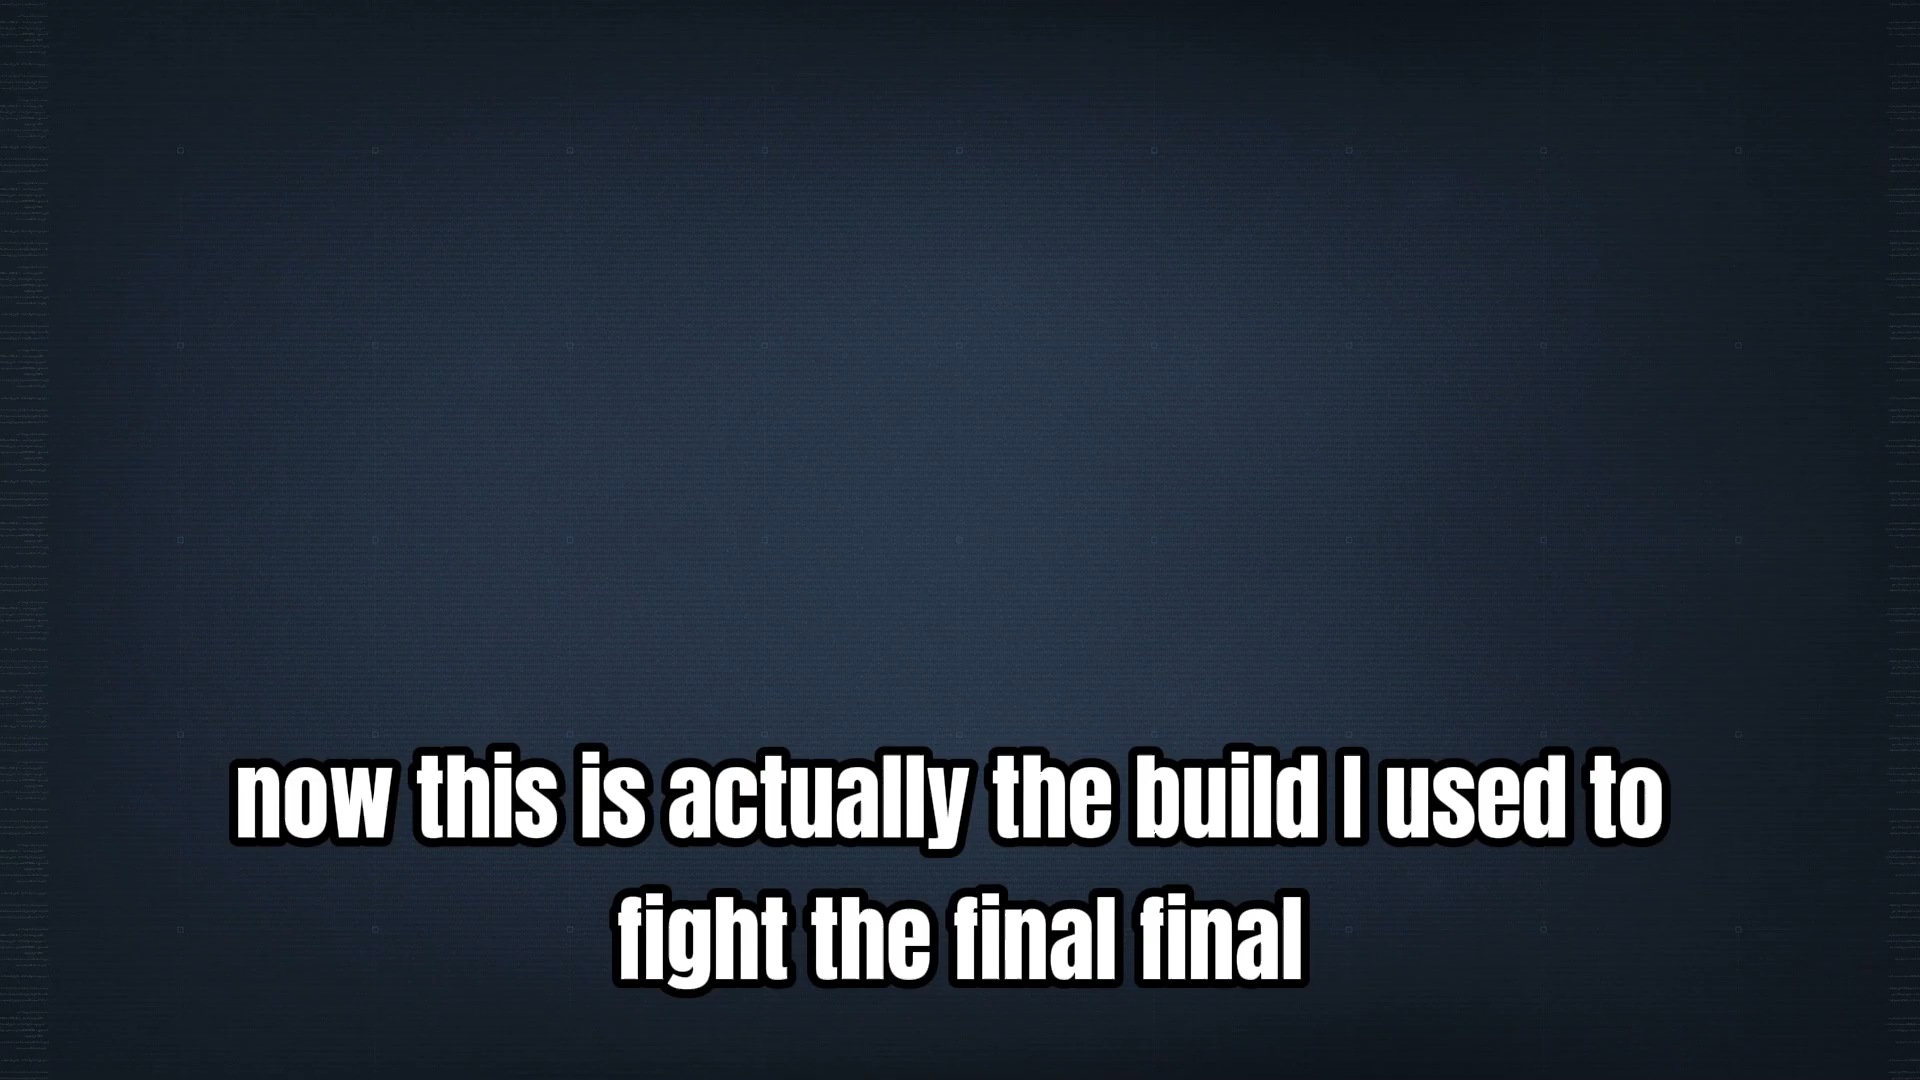 now this is actually the build I used to
fight the final final